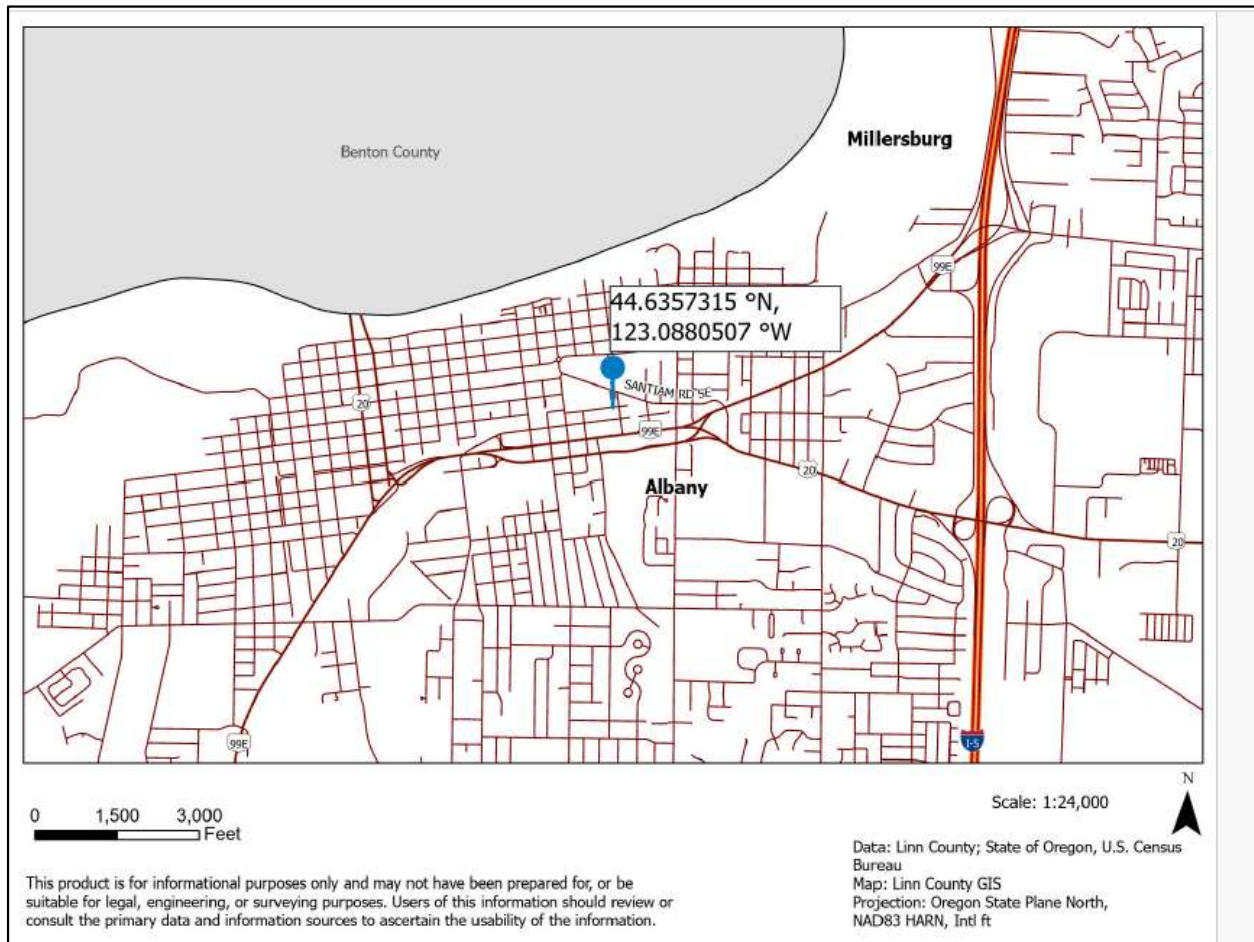 Benton County
Millersburg
99E
44.6357315 °N,
123.0880507 °W
SANTIAM RD SE
20
99E
20
Albany
20
99E
I-5
N
0 1,500 3,000
Feet
Scale: 1:24,000
Data: Linn County; State of Oregon, U.S. Census
Bureau
Map: Linn County GIS
Projection: Oregon State Plane North,
NAD83 HARN, Intl ft
This product is for informational purposes only and may not have been prepared for, or be
suitable for legal, engineering, or surveying purposes. Users of this information should review or
consult the primary data and information sources to ascertain the usability of the information.